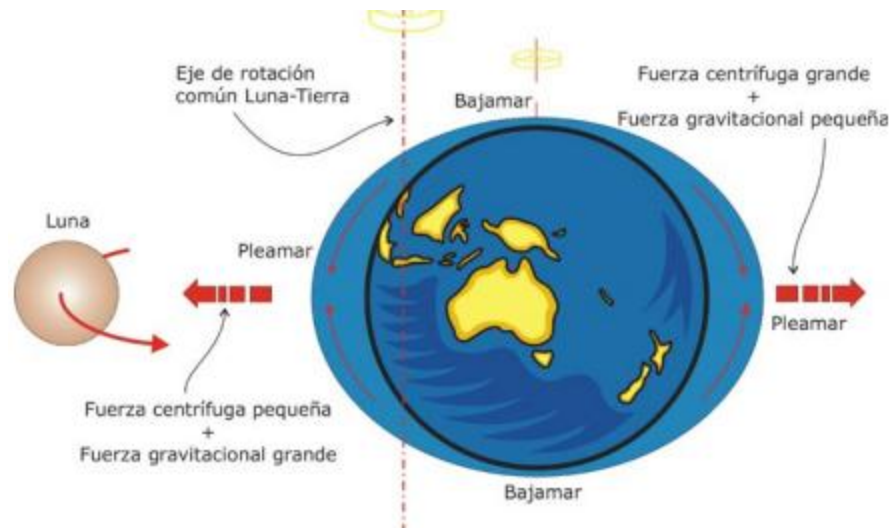 Eje de rotación
común Luna-Tierra
Bajamar
Fuerza centrífuga grande
+
Fuerza gravitacional pequeña
Luna
Pleamar
Pleamar
Fuerza centrífuga pequeña
+
Fuerza gravitacional grande
Bajamar